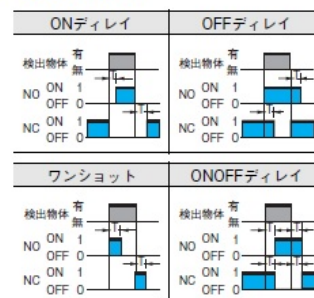 ONディレイ
検出物体 有
無
T
NO ON 1
OFF 0
T
NC ON 1
OFF 0
OFFディレイ
検出物体 有
無
T
NO ON 1
OFF 0
T
NC ON 1
OFF 0
ワンショット
検出物体 有
無
T
NO ON 1
OFF 0
T
NC ON 1
OFF 0
ONOFFディレイ
検出物体 有
無
T T
NO ON 1
OFF 0
T T
NC ON 1
OFF 0